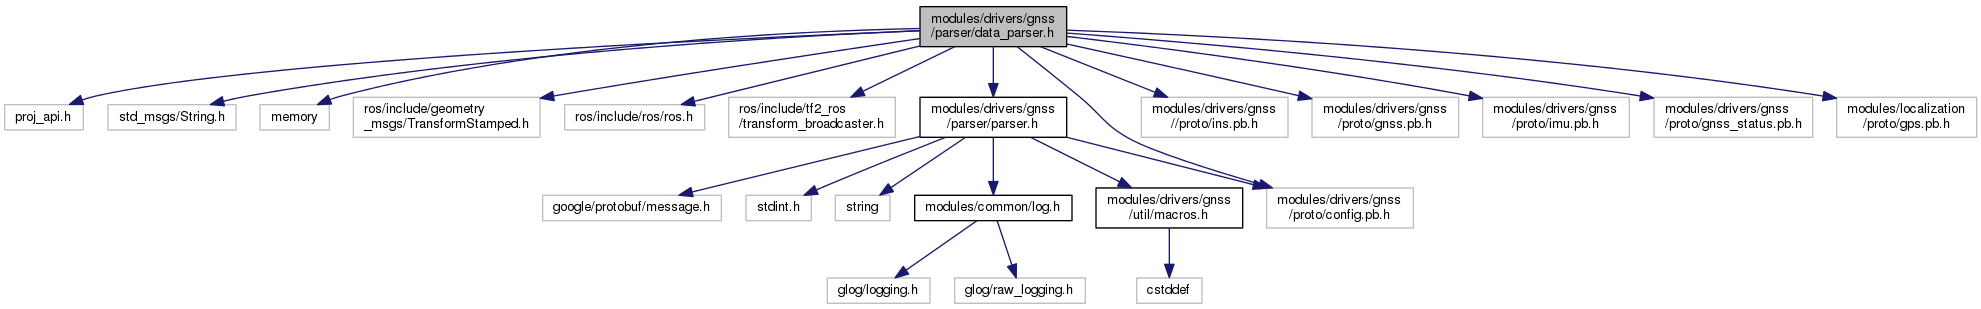 modules/drivers/gnss
/parser/data_parser.h
proj_api.h
std_msgs/String.h
memory
ros/include/geometry
_msgs/TransformStamped.h
ros/include/ros/ros.h
ros/include/tf2_ros
/transform_broadcaster.h
modules/drivers/gnss
/parser/parser.h
modules/drivers/gnss
//proto/ins.pb.h
modules/drivers/gnss
/proto/gnss.pb.h
modules/drivers/gnss
/proto/imu.pb.h
modules/drivers/gnss
/proto/gnss_status.pb.h
modules/localization
/proto/gps.pb.h
google/protobuf/message.h
stdint.h
string
modules/common/log.h
modules/drivers/gnss
/util/macros.h
modules/drivers/gnss
/proto/config.pb.h
glog/logging.h
glog/raw_logging.h
cstddef